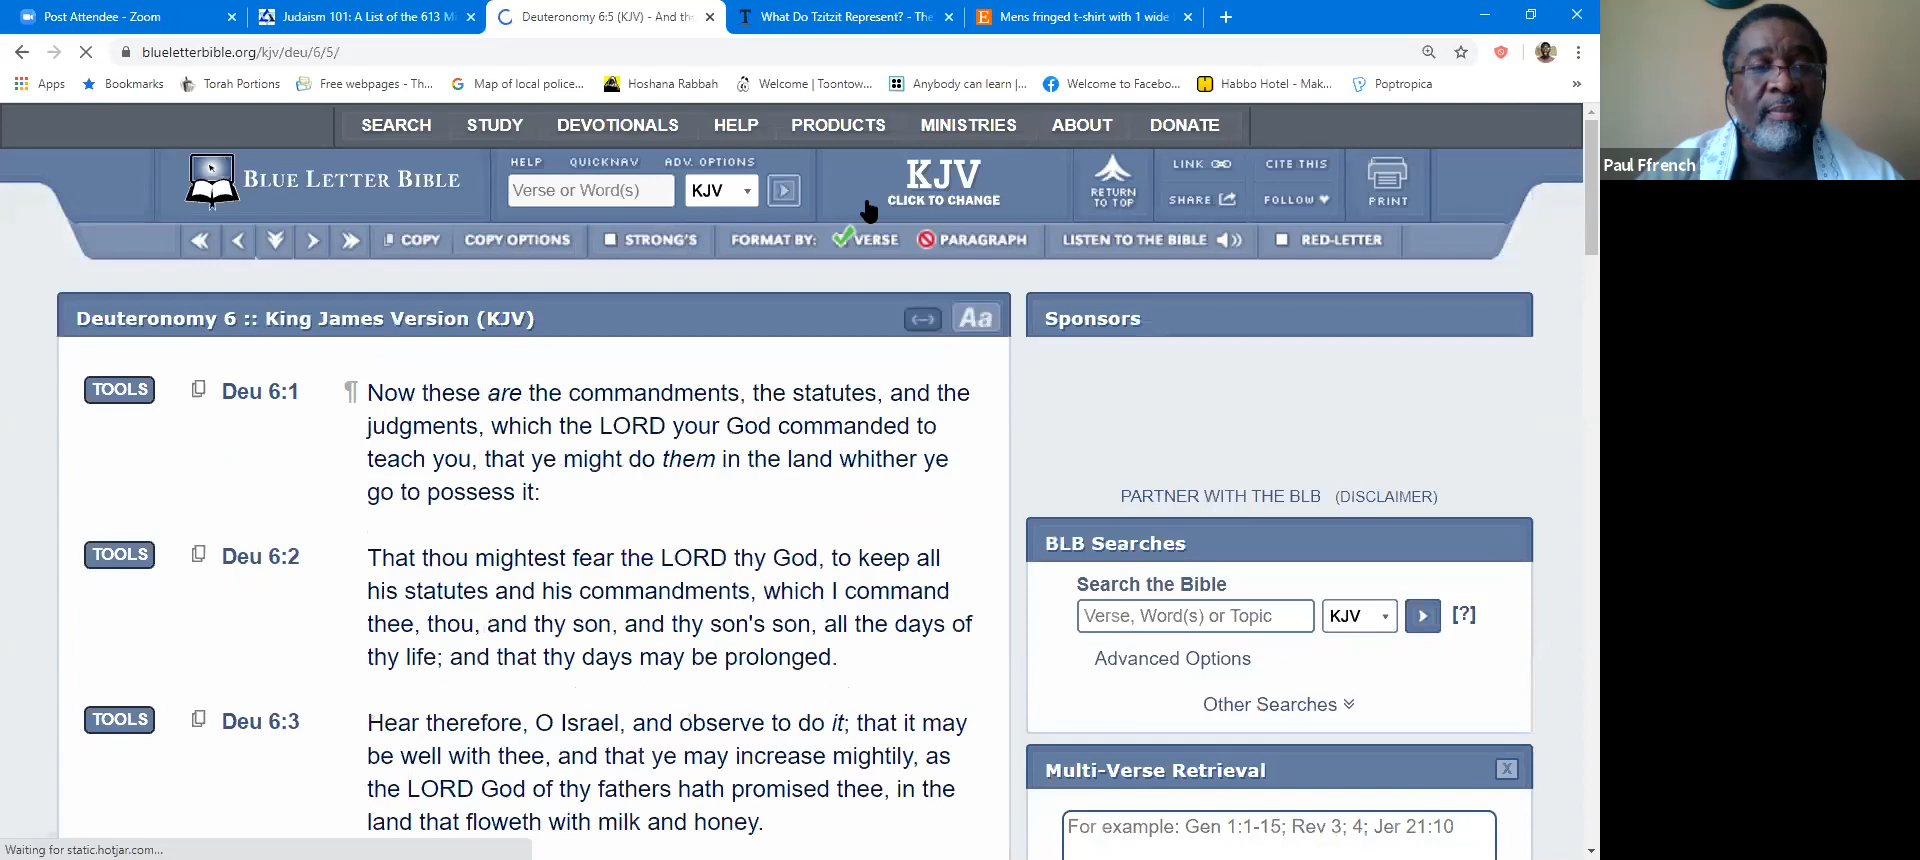 Post Attendee - Zoom
Judaism 101: A List of the 613 Mi
Deuteronomy 6:5 (KJV) - And tho
What Do Tzitzit Represent? - The
Mens fringed t-shirt with 1 wide
blueletterbible.org/kjv/deu/6/5/
Apps
Bookmarks
Torah Portions
Free webpages - Th...
Map of local police...
Hoshana Rabbah
Welcome | Toontow...
Anybody can learn |...
Welcome to Facebo...
Habbo Hotel - Mak...
Poptropica
SEARCH STUDY DEVOTIONALS HELP PRODUCTS MINISTRIES ABOUT DONATE
BLUE LETTER BIBLE
HELP QUICKNAV ADV. OPTIONS
Verse or Word(s) KJV
KJV
CLICK TO CHANGE
RETURN
TO TOP
LINK CITE THIS
SHARE FOLLOW
PRINT
COPY COPY OPTIONS STRONG'S FORMAT BY: VERSE PARAGRAPH LISTEN TO THE BIBLE RED-LETTER
Paul Ffrench
Deuteronomy 6 :: King James Version (KJV)
Aa
TOOLS Deu 6:1 ¶ Now these are the commandments, the statutes, and the
judgments, which the LORD your God commanded to
teach you, that ye might do them in the land whither ye
go to possess it:
TOOLS Deu 6:2 That thou mightest fear the LORD thy God, to keep all
his statutes and his commandments, which I command
thee, thou, and thy son, and thy son's son, all the days of
thy life; and that thy days may be prolonged.
TOOLS Deu 6:3 Hear therefore, O Israel, and observe to do it; that it may
be well with thee, and that ye may increase mightily, as
the LORD God of thy fathers hath promised thee, in the
land that floweth with milk and honey.
Sponsors
PARTNER WITH THE BLB (DISCLAIMER)
BLB Searches
Search the Bible
Verse, Word(s) or Topic KJV [?]
Advanced Options
Other Searches
Multi-Verse Retrieval X
For example: Gen 1:1-15; Rev 3; 4; Jer 21:10
Waiting for static.hotjar.com...